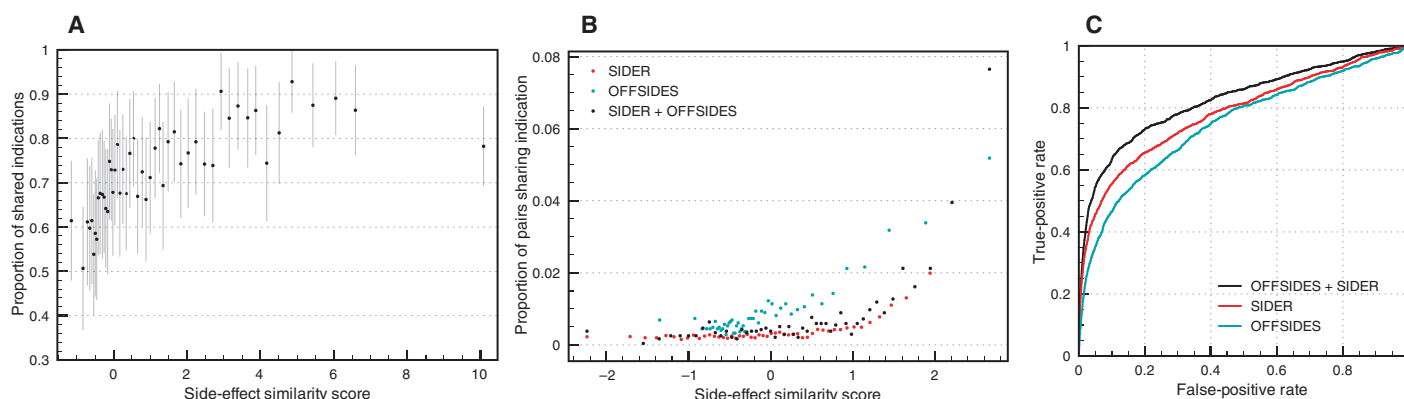 A
Proportion of shared indications
1
0.9
0.8
0.7
0.6
0.5
0.4
0.3
0 2 4 6 8 10
Side-effect similarity score
B
Proportion of pairs sharing indication
0.08
0.06
0.04
0.02
0
SIDER
OFFSIDES
SIDER + OFFSIDES
–2 –1 0 1 2
Side-effect similarity score
C
True-positive rate
1
0.8
0.6
0.4
0.2
0
OFFSIDES + SIDER
SIDER
OFFSIDES
0 0.2 0.4 0.6 0.8 1
False-positive rate